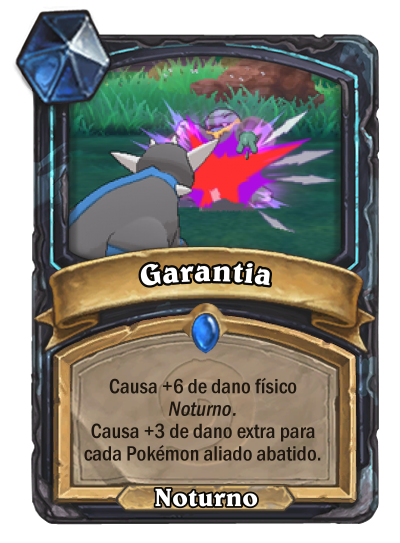 Garantia
Causa +6 de dano físico
Noturno.
Causa +3 de dano extra para
cada Pokémon aliado abatido.
Noturno